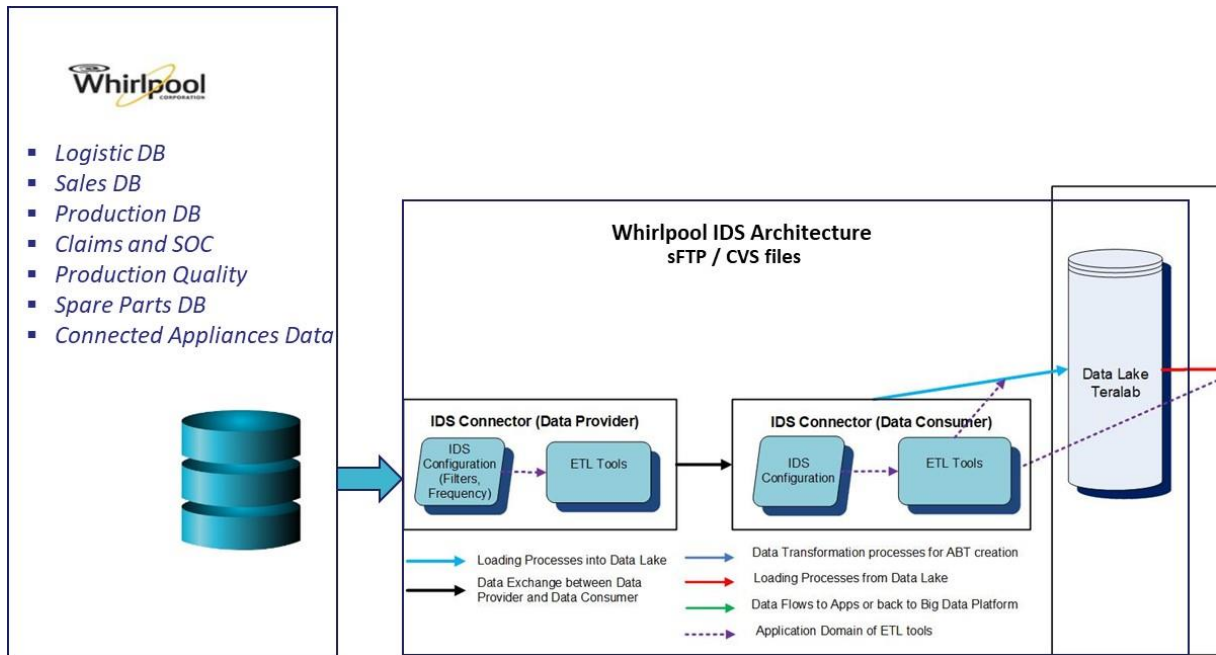 Whirlpool
CORPORATION
▪ Logistic DB
▪ Sales DB
▪ Production DB
▪ Claims and SOC
▪ Production Quality
▪ Spare Parts DB
▪ Connected Appliances Data
Whirlpool IDS Architecture
sFTP / CVS files
IDS Connector (Data Provider)
IDS
Configuration
(Filters,
Frequency)
ETL Tools
IDS Connector (Data Consumer)
IDS
Configuration
ETL Tools
Data Lake
Teralab
Loading Processes into Data Lake
Data Exchange between Data
Provider and Data Consumer
Data Transformation processes for ABT creation
Loading Processes from Data Lake
Data Flows to Apps or back to Big Data Platform
Application Domain of ETL tools